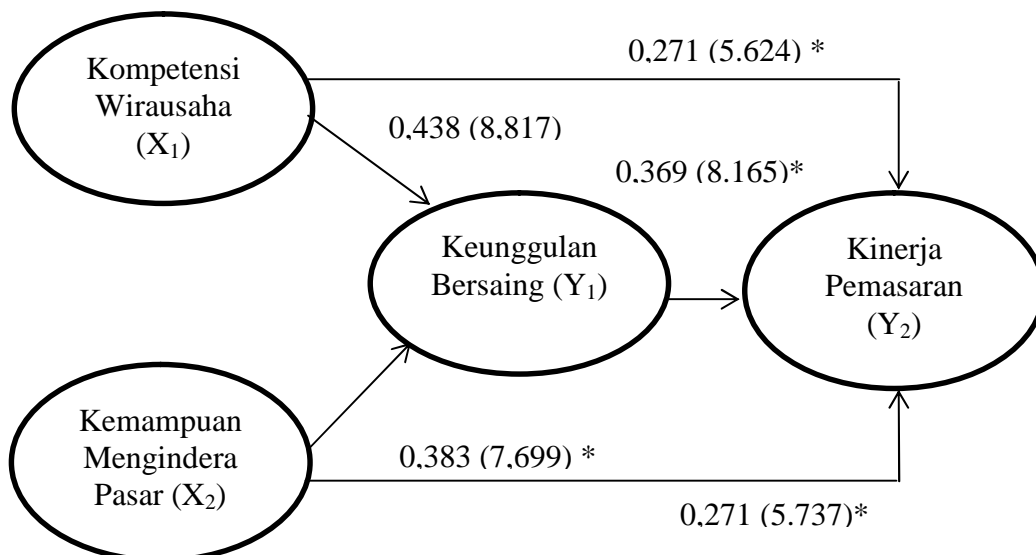 0,271 (5.624) *
Kompetensi
Wirausaha
(X₁)
0,438 (8,817)
0,369 (8.165)*
Keunggulan
Bersaing (Y₁)
Kinerja
Pemasaran
(Y₂)
Kemampuan
Mengindera
Pasar (X₂)
0,383 (7,699) *
0,271 (5.737)*